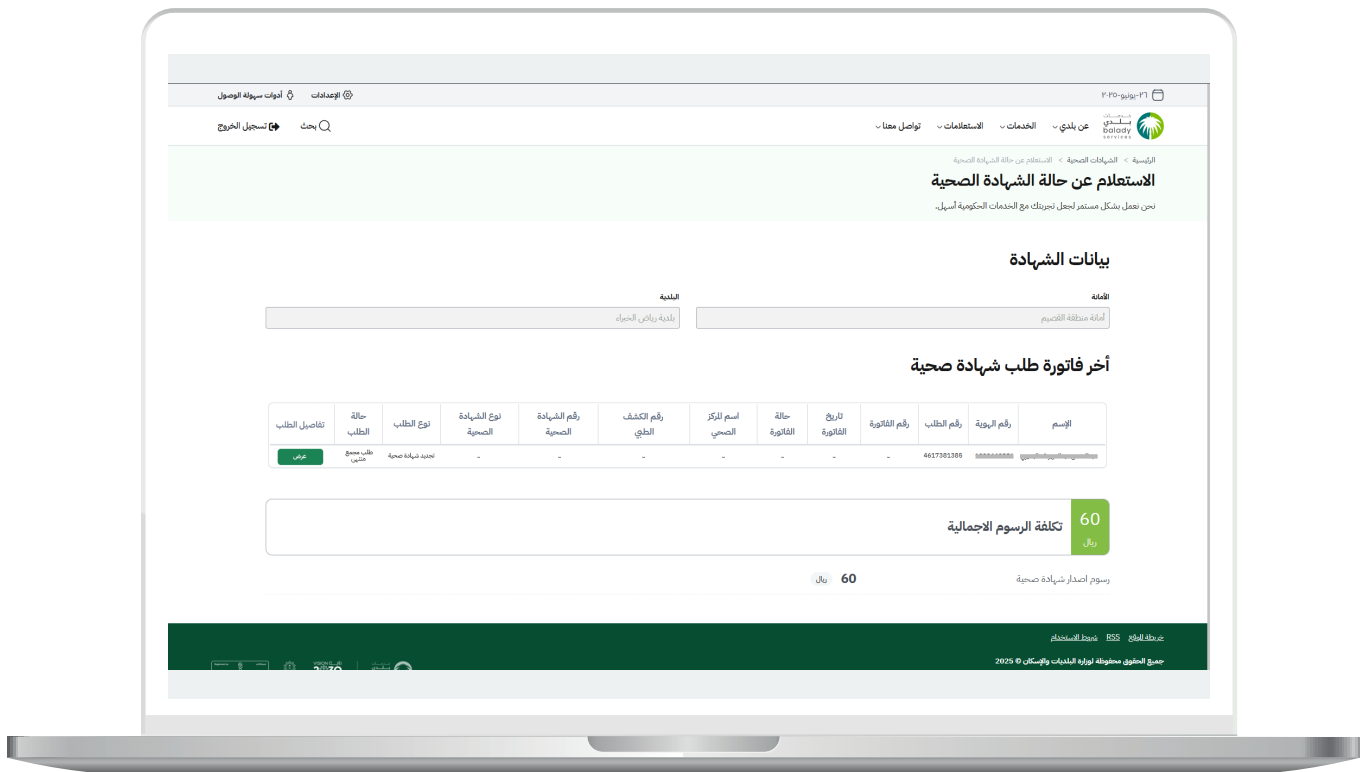 ٢٦-يونيو-٢٠٢٥
الإعدادات
أدوات سهولة الوصول
خدمات
بلدي
balady
services
عن بلدي
الخدمات
الاستعلامات
تواصل معنا
بحث
تسجيل الخروج
الرئيسية > الشهادات الصحية > الاستعلام عن حالة الشهادة الصحية
الاستعلام عن حالة الشهادة الصحية
نحن نعمل بشكل مستمر لجعل تجربتك مع الخدمات الحكومية أسهل.
بيانات الشهادة
الأمانة
البلدية
أمانة منطقة القصيم
بلدية رياض الخبراء
أخر فاتورة طلب شهادة صحية
الإسم
رقم الهوية
رقم الطلب
رقم الفاتورة
تاريخ الفاتورة
حالة الفاتورة
اسم المركز الصحي
رقم الكشف الطبي
رقم الشهادة الصحية
نوع الشهادة الصحية
نوع الطلب
حالة الطلب
تفاصيل الطلب
4617381385
-
-
-
-
-
-
-
تجديد شهادة صحية
طلب مجمع منتهي
عرض
60
ريال
تكلفة الرسوم الاجمالية
رسوم اصدار شهادة صحية
60 ريال
خريطة الموقع RSS شروط الاستخدام
جميع الحقوق محفوظة لوزارة البلديات والإسكان © 2025